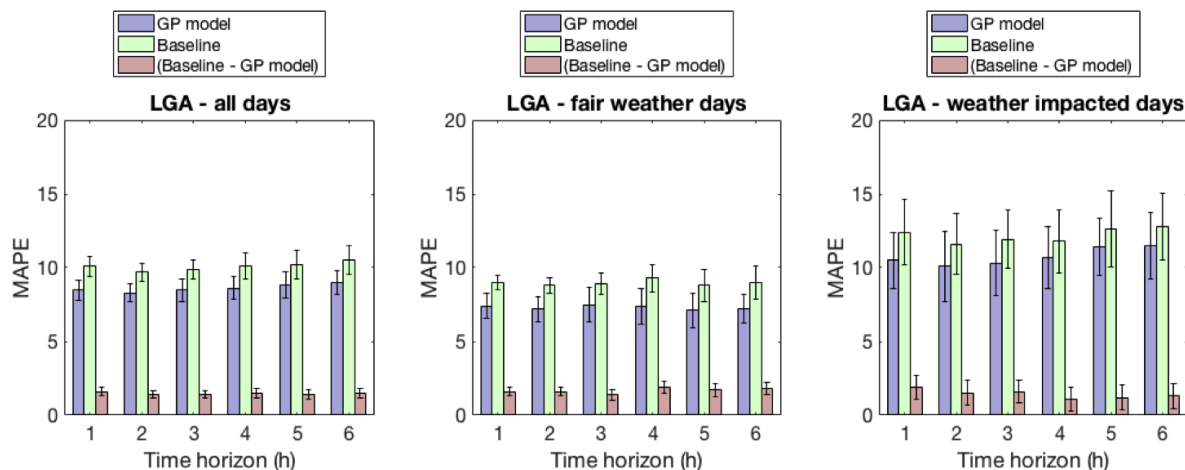 GP model
Baseline
(Baseline - GP model)
LGA - all days
20
15
10
5
0
MAPE
1 2 3 4 5 6
Time horizon (h)
GP model
Baseline
(Baseline - GP model)
LGA - fair weather days
20
15
10
5
0
MAPE
1 2 3 4 5 6
Time horizon (h)
GP model
Baseline
(Baseline - GP model)
LGA - weather impacted days
20
15
10
5
0
MAPE
1 2 3 4 5 6
Time horizon (h)